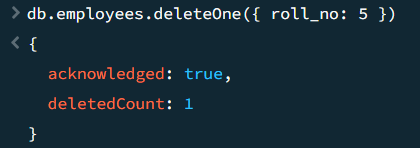 > db.employees.deleteOne({ roll_no: 5 })
< {
acknowledged: true,
deletedCount: 1
}